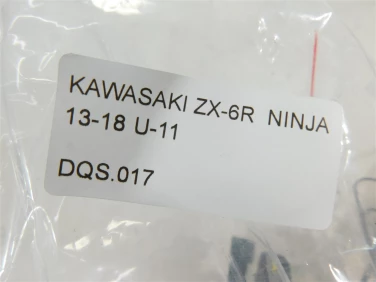 KAWASAKI ZX-6R NINJA
13-18 U-11
DQS.017